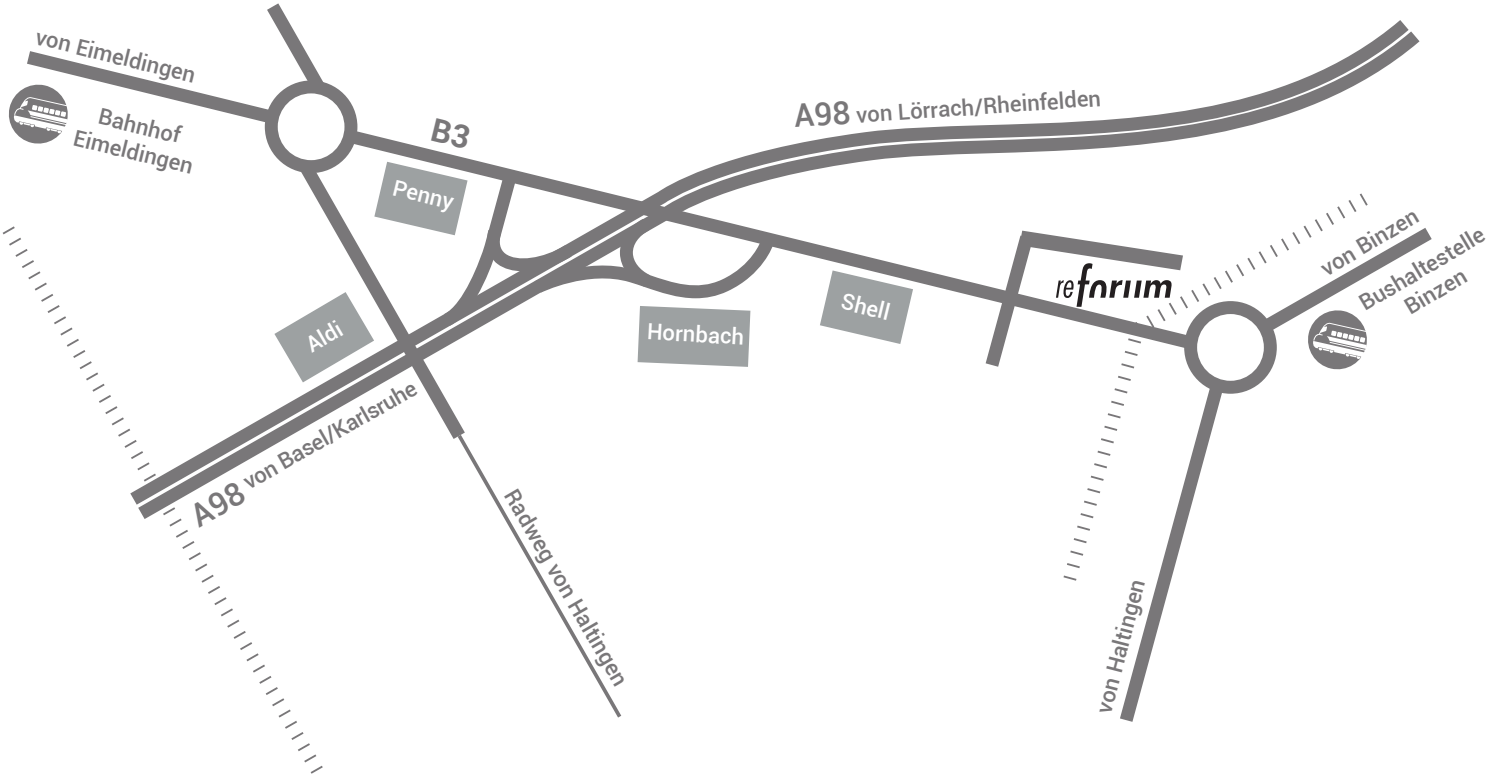 von Eimeldingen
Bahnhof
Eimeldingen
B3
A98 von Lörrach/Rheinfelden
Penny
von Binzen
Bushaltestelle
Binzen
reforum
Shell
Hornbach
Aldi
A98 von Basel/Karlsruhe
Radweg von Haltingen
von Haltingen